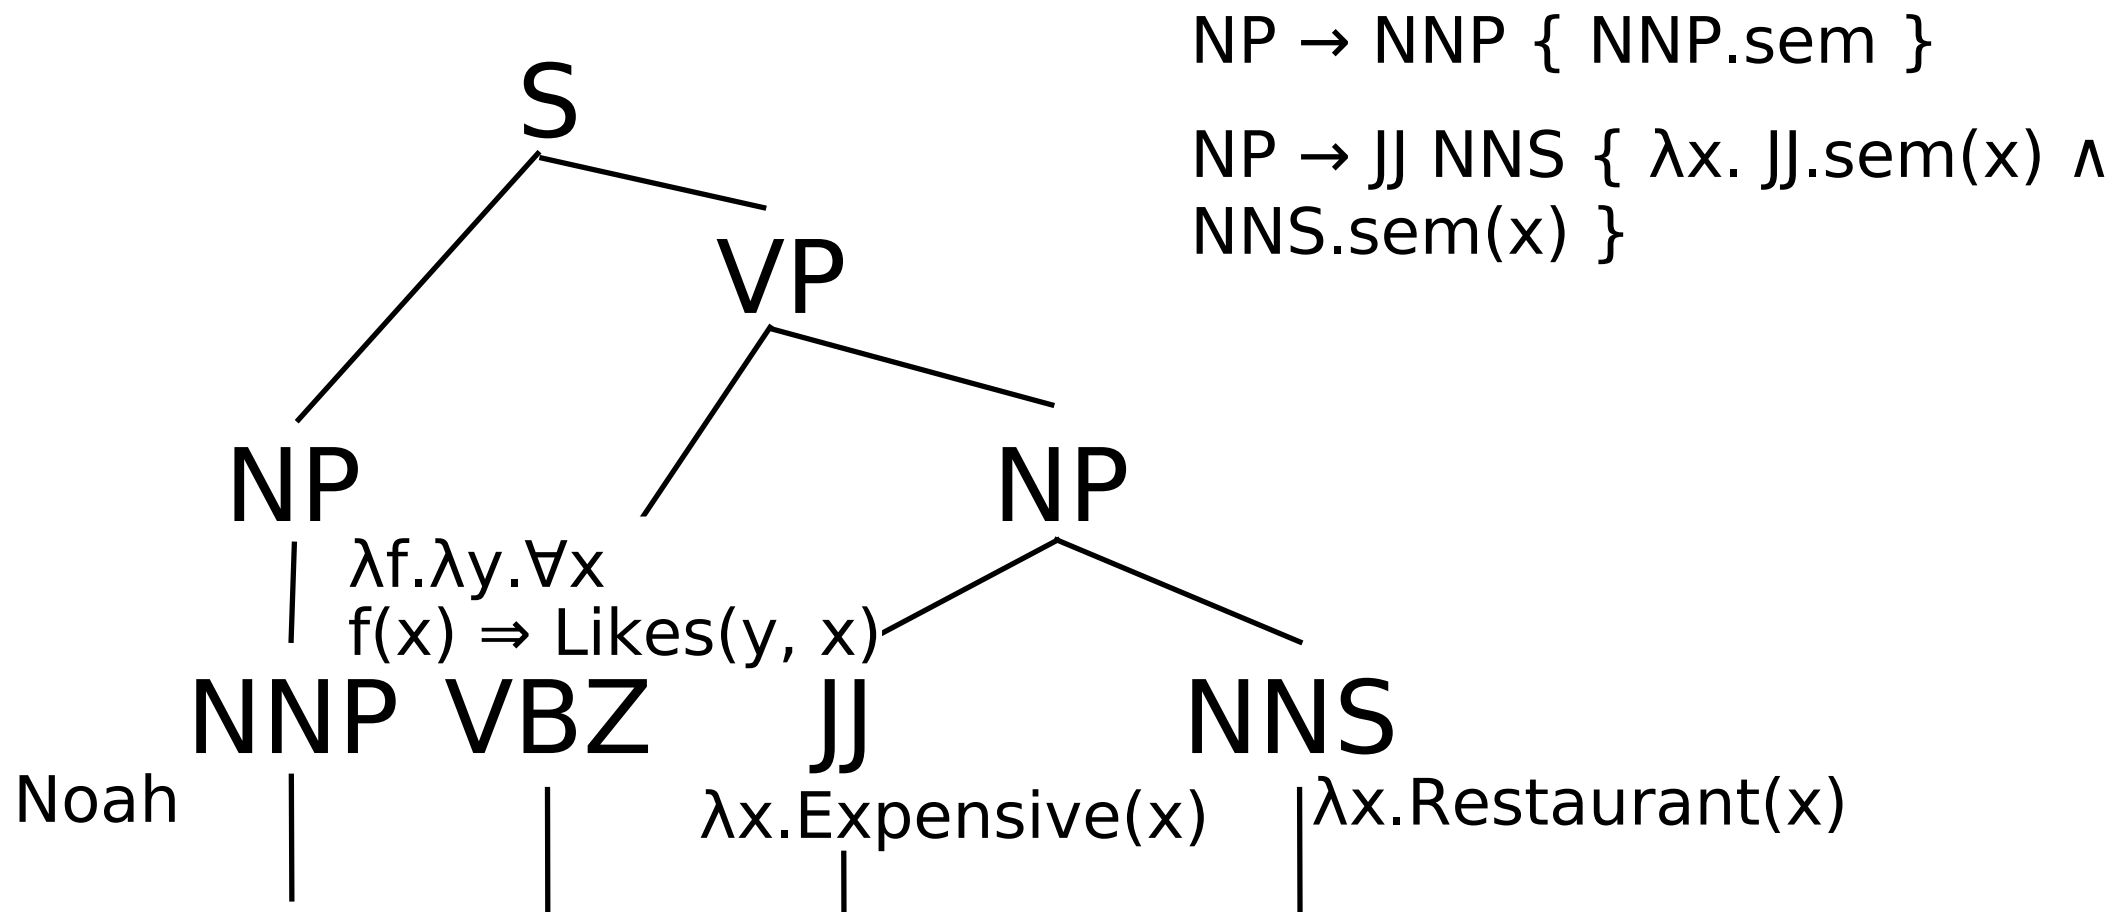 NP → NNP { NNP.sem }
S
NP → JJ NNS { λx. JJ.sem(x) ∧
NNS.sem(x) }
VP
NP NP
λf.λy.∀x
f(x) ⇒ Likes(y, x)
NNP VBZ JJ NNS
Noah λx.Expensive(x) λx.Restaurant(x)